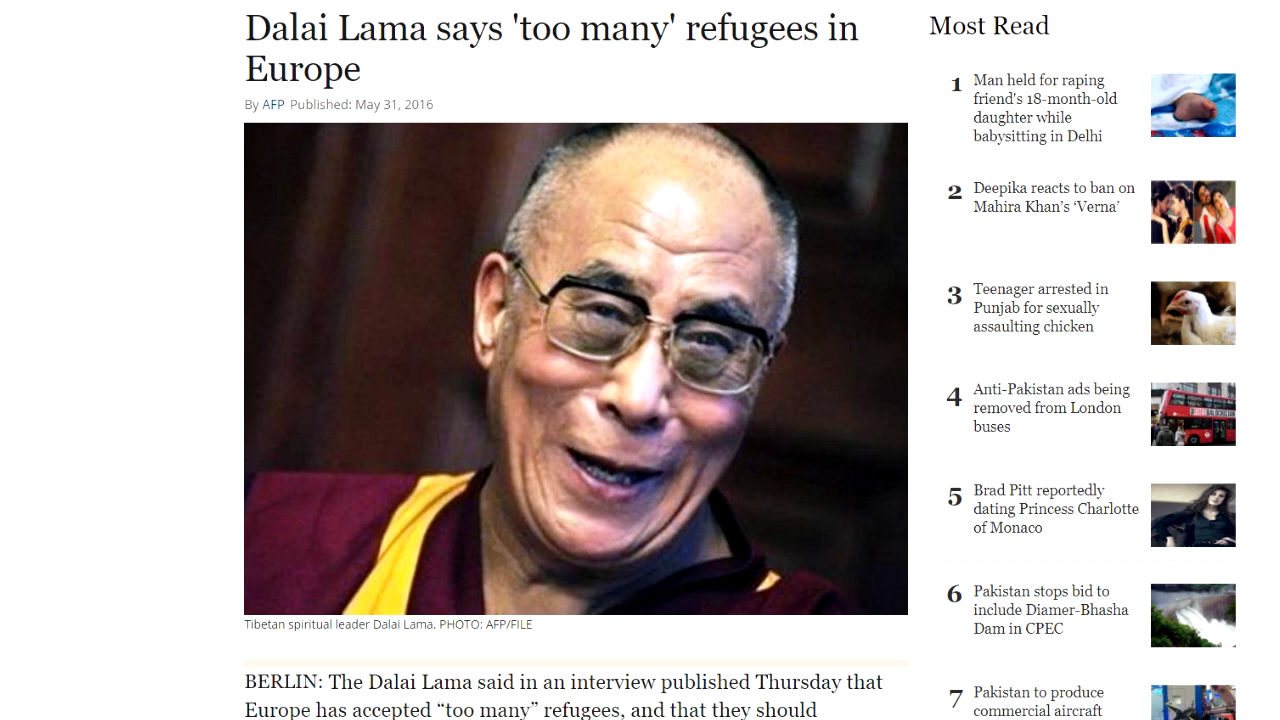 Dalai Lama says 'too many' refugees in
Europe
By AFP Published: May 31, 2016
Tibetan spiritual leader Dalai Lama. PHOTO: AFP/FILE
BERLIN: The Dalai Lama said in an interview published Thursday that
Europe has accepted “too many” refugees, and that they should
Most Read
1
Man held for raping
friend's 18-month-old
daughter while
babysitting in Delhi
2
Deepika reacts to ban on
Mahira Khan’s ‘Verna’
3
Teenager arrested in
Punjab for sexually
assaulting chicken
4
Anti-Pakistan ads being
removed from London
buses
5
Brad Pitt reportedly
dating Princess Charlotte
of Monaco
6
Pakistan stops bid to
include Diamer-Bhasha
Dam in CPEC
7
Pakistan to produce
commercial aircraft